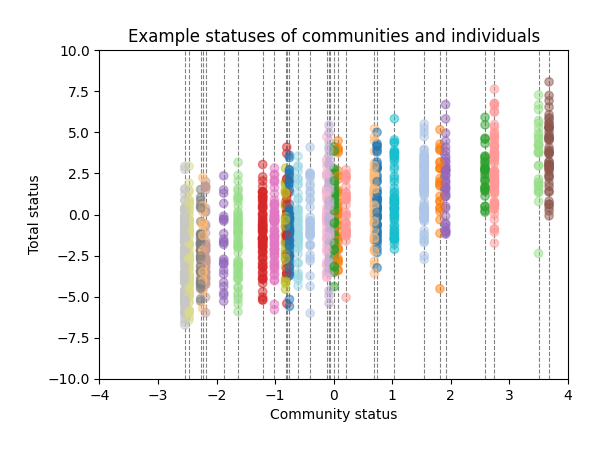 Example statuses of communities and individuals
10.0
7.5
5.0
2.5
0.0
−2.5
−5.0
−7.5
−10.0
Total status
−4 −3 −2 −1 0 1 2 3 4
Community status